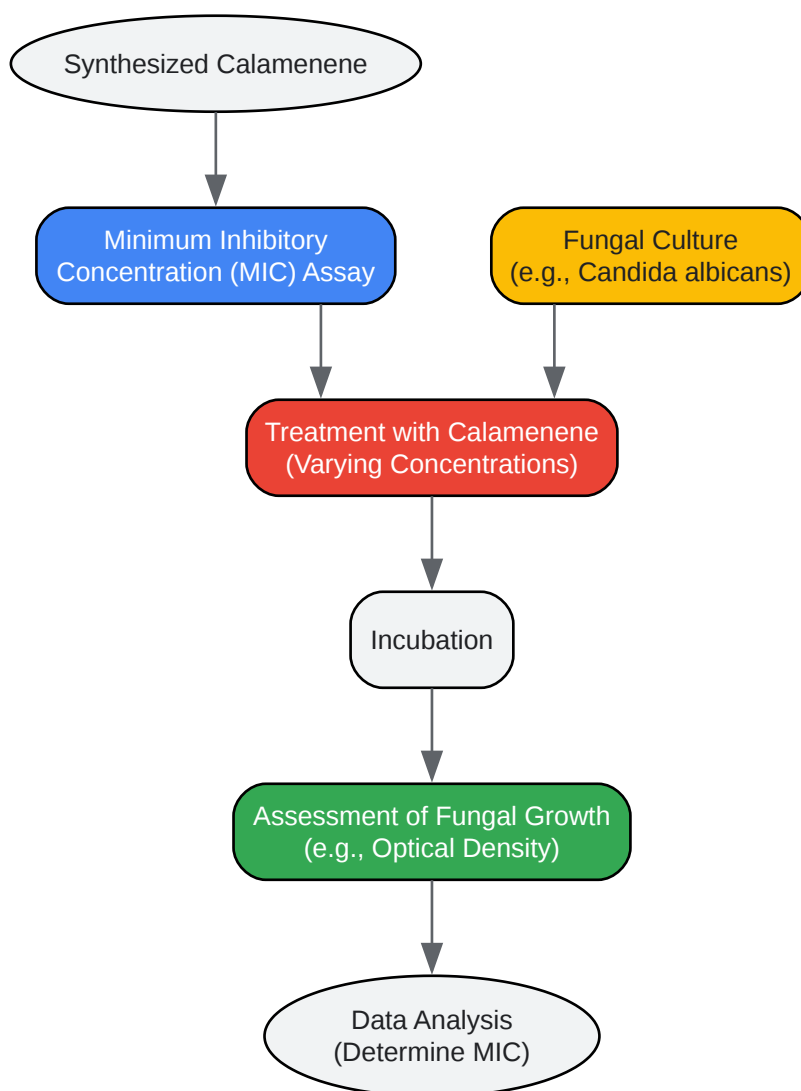 Synthesized Calamenene
Minimum Inhibitory
Concentration (MIC) Assay
Fungal Culture
(e.g., Candida albicans)
Treatment with Calamenene
(Varying Concentrations)
Incubation
Assessment of Fungal Growth
(e.g., Optical Density)
Data Analysis
(Determine MIC)